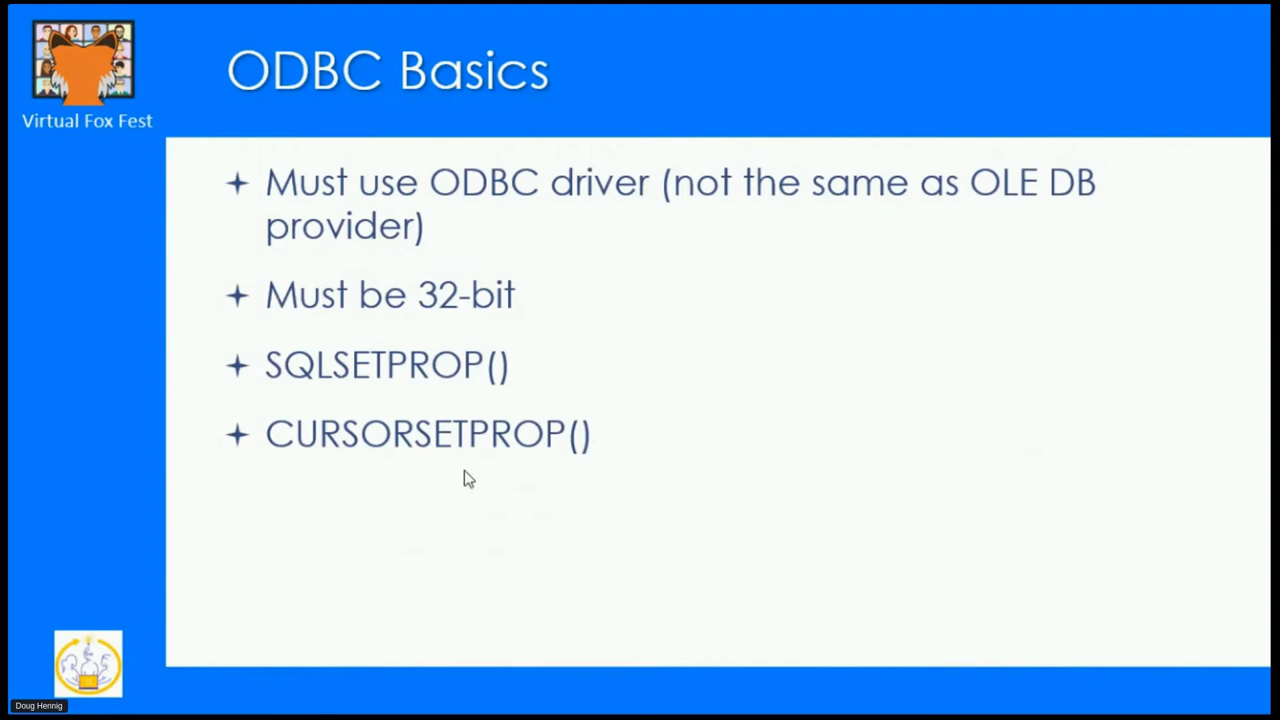 ODBC Basics
Virtual Fox Fest
Must use ODBC driver (not the same as OLE DB
provider)
Must be 32-bit
SQLSETPROP()
CURSORSETPROP()
Doug Hennig